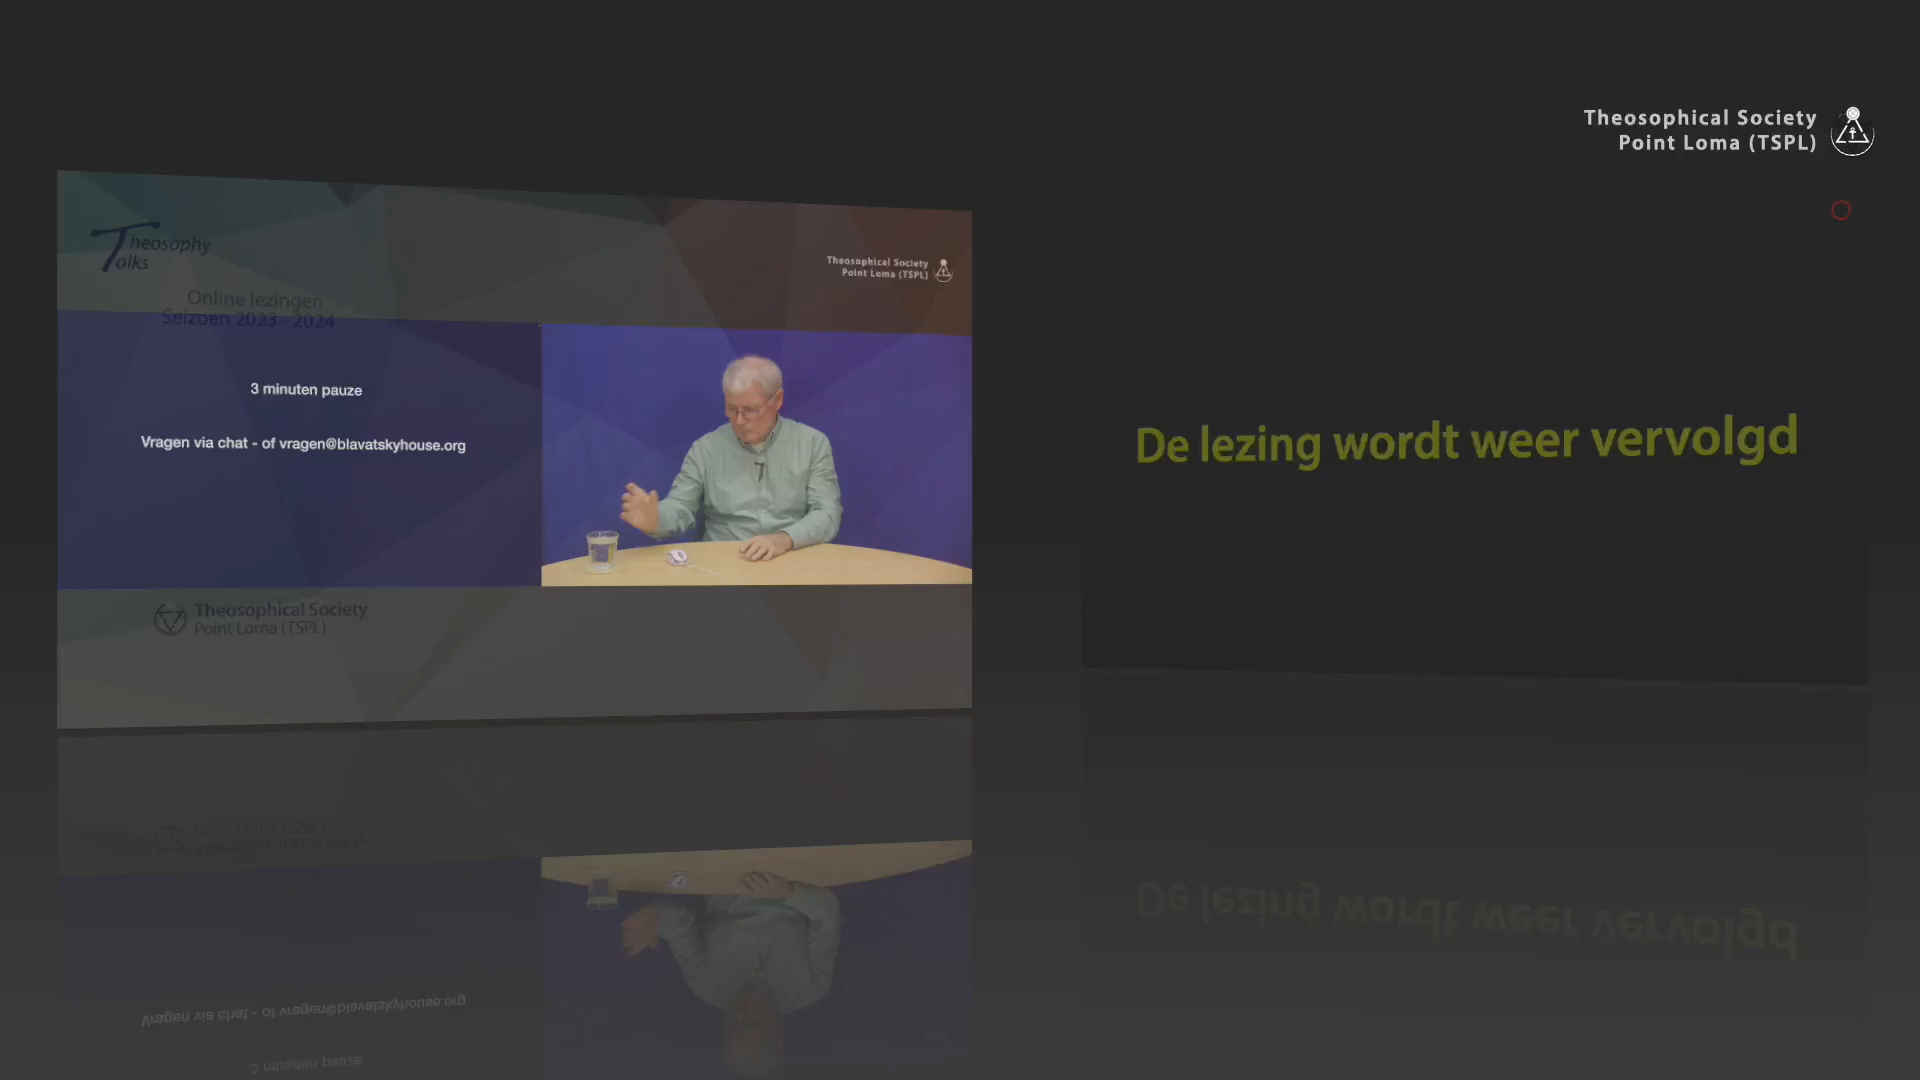 Theosophical Society
Point Loma (TSPL)
Theosophy
Talks
Theosophical Society
Point Loma (TSPL)
Online lezingen
Seizoen 2023 - 2024
3 minuten pauze
Vragen via chat - of vragen@blavatskyhouse.org
Theosophical Society
Point Loma (TSPL)
De lezing wordt weer vervolgd